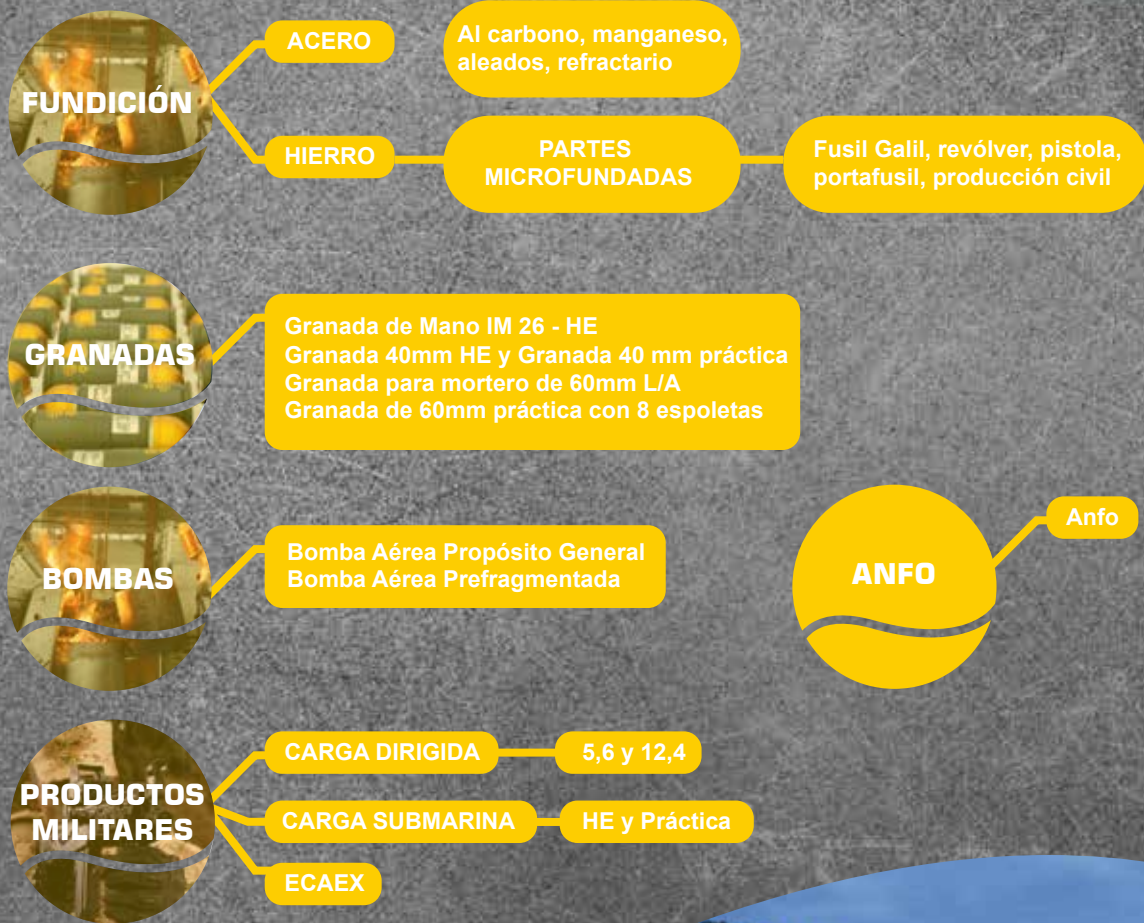 FUNDICIÓN
ACERO
Al carbono, manganeso,
aleados, refractario
HIERRO
PARTES
MICROFUNDADAS
Fusil Galil, revólver, pistola,
portafusil, producción civil
GRANADAS
Granada de Mano IM 26 - HE
Granada 40mm HE y Granada 40 mm práctica
Granada para mortero de 60mm L/A
Granada de 60mm práctica con 8 espoletas
BOMBAS
Bomba Aérea Propósito General
Bomba Aérea Prefragmentada
ANFO
Anfo
PRODUCTOS
MILITARES
CARGA DIRIGIDA
5,6 y 12,4
CARGA SUBMARINA
HE y Práctica
ECAEX